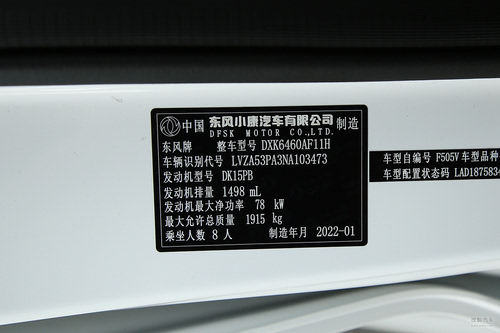 中国 东风小康汽车有限公司 制造
DFSK MOTOR CO.,LTD.
东风牌 整车型号 DXK6460AF11H
车辆识别代号 LVZA53PA3NA103473
发动机型号 DK15PB
发动机排量 1498 mL
发动机最大净功率 78 kW
最大允许总质量 1915 kg
乘坐人数 8 人 制造年月 2022-01
车型自编号 F505V 车型品种
车型配置状态码 LAD1875834